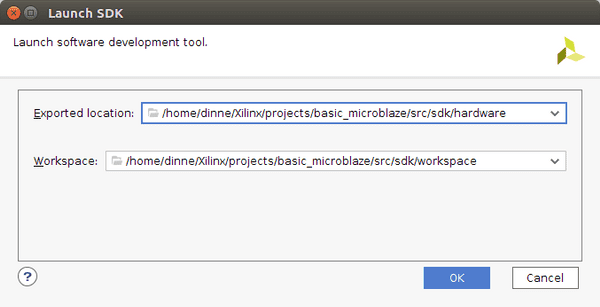 Launch SDK
Launch software development tool.
Exported location: /home/dinne/Xilinx/projects/basic_microblaze/src/sdk/hardware
Workspace: /home/dinne/Xilinx/projects/basic_microblaze/src/sdk/workspace
? OK Cancel